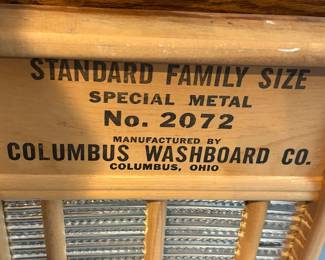 STANDARD FAMILY SIZE
SPECIAL METAL
No. 2072
MANUFACTURED BY
COLUMBUS WASHBOARD CO.
COLUMBUS, OHIO